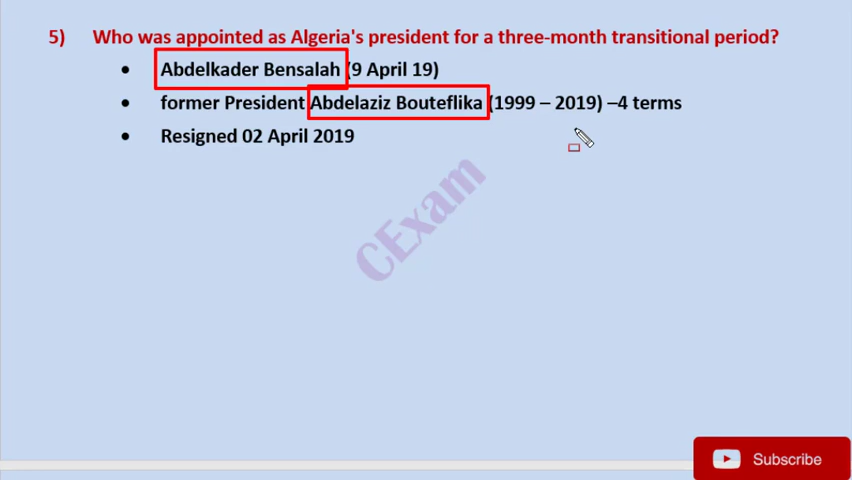 5) Who was appointed as Algeria's president for a three-month transitional period?
• Abdelkader Bensalah (9 April 19)
• former President Abdelaziz Bouteflika (1999 – 2019) –4 terms
• Resigned 02 April 2019
CExam
Subscribe